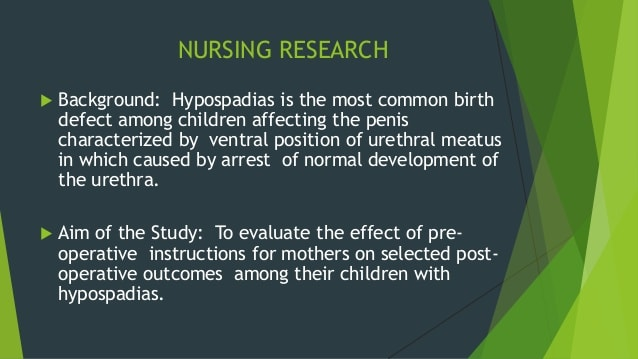 NURSING RESEARCH
Background: Hypospadias is the most common birth
defect among children affecting the penis
characterized by ventral position of urethral meatus
in which caused by arrest of normal development of
the urethra.
Aim of the Study: To evaluate the effect of pre-
operative instructions for mothers on selected post-
operative outcomes among their children with
hypospadias.